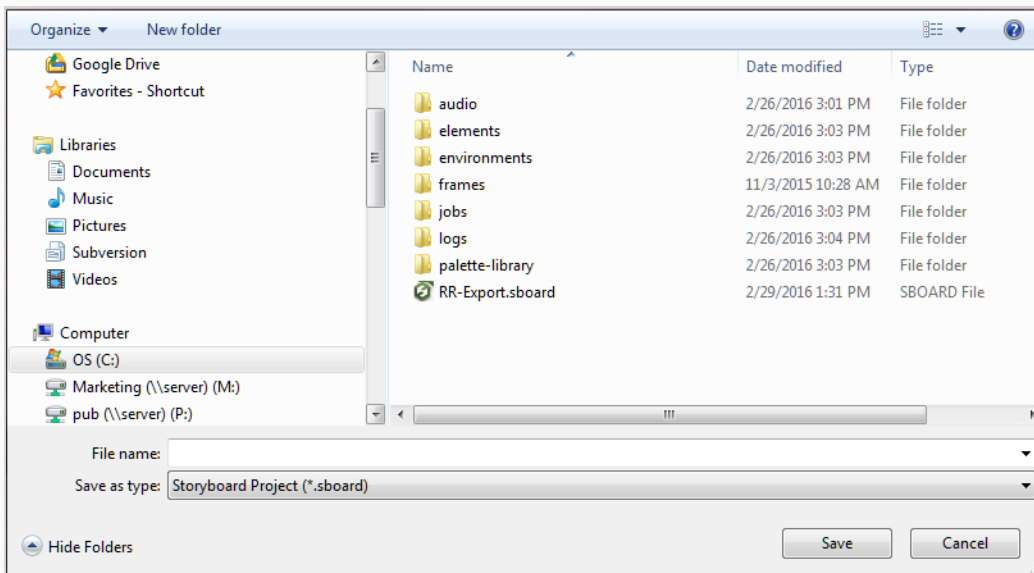 Organize New folder
Google Drive
Favorites - Shortcut
Libraries
Documents
Music
Pictures
Subversion
Videos
Computer
OS (C:)
Marketing (\\server) (M:)
pub (\\server) (P:)
Name Date modified Type
audio 2/26/2016 3:01 PM File folder
elements 2/26/2016 3:03 PM File folder
environments 2/26/2016 3:03 PM File folder
frames 11/3/2015 10:28 AM File folder
jobs 2/26/2016 3:03 PM File folder
logs 2/26/2016 3:04 PM File folder
palette-library 2/26/2016 3:03 PM File folder
RR-Export.sboard 2/29/2016 1:31 PM SBOARD File
File name:
Save as type: Storyboard Project (*.sboard)
Hide Folders Save Cancel